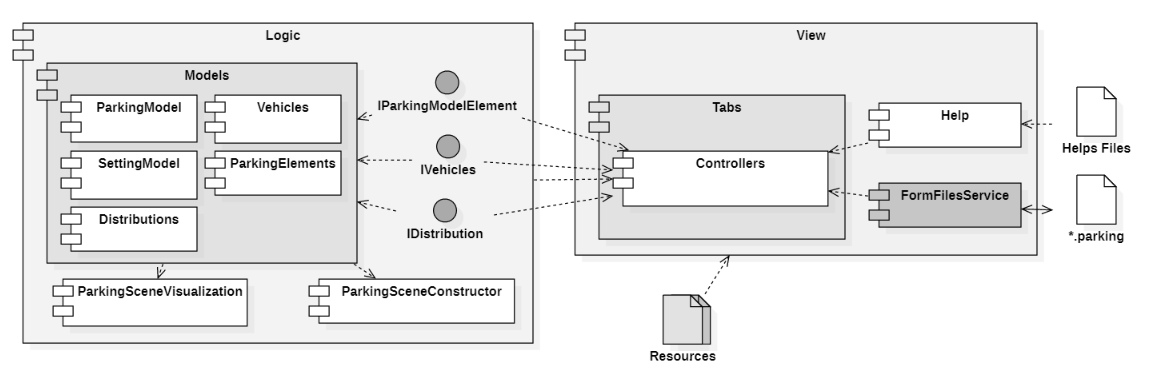 Logic
View
Models
ParkingModel
Vehicles
IParkingModelElement
Tabs
Help
SettingModel
ParkingElements
IVehicles
Controllers
Helps Files
Distributions
IDistribution
FormFilesService
*.parking
ParkingSceneVisualization
ParkingSceneConstructor
Resources